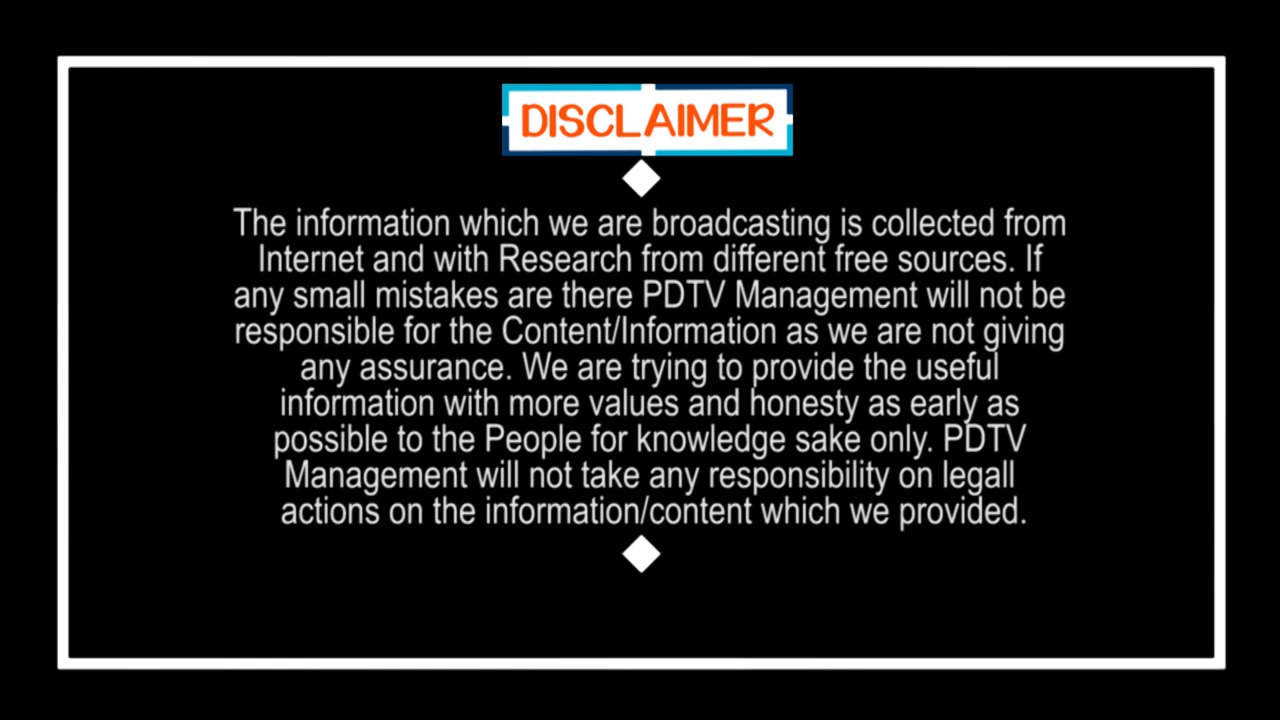 DISCLAIMER
The information which we are broadcasting is collected from
Internet and with Research from different free sources. If
any small mistakes are there PDTV Management will not be
responsible for the Content/Information as we are not giving
any assurance. We are trying to provide the useful
information with more values and honesty as early as
possible to the People for knowledge sake only. PDTV
Management will not take any responsibility on legall
actions on the information/content which we provided.